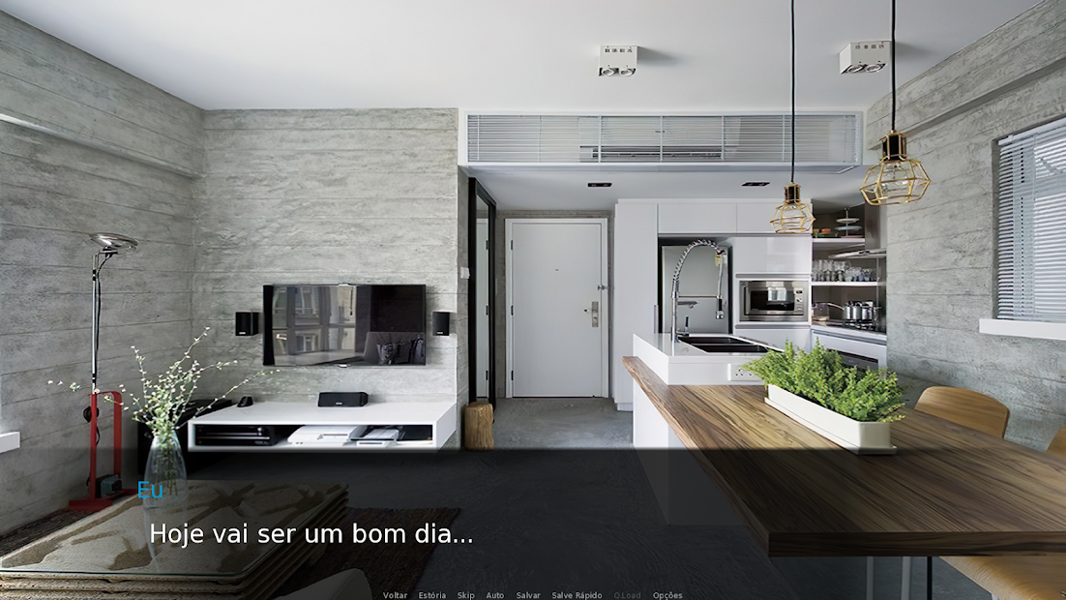 Eu
Hoje vai ser um bom dia...
Voltar Estória Skip Auto Salvar Salve Rápido Q.Load Opções